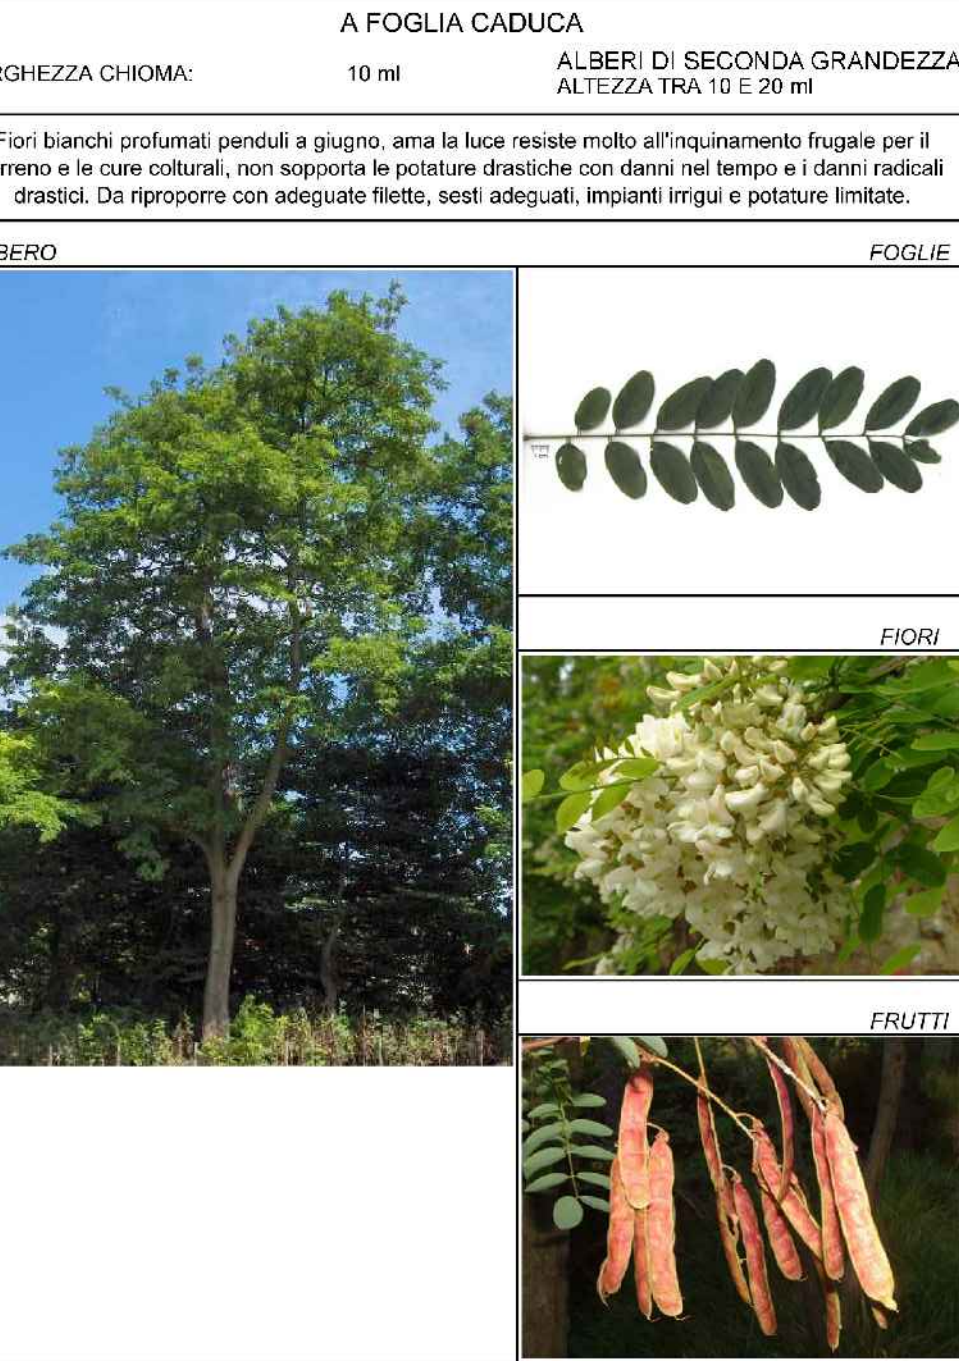 A FOGLIA CADUCA
RGHEZZA CHIOMA: 10 ml ALBERI DI SECONDA GRANDEZZA
ALTEZZA TRA 10 E 20 ml
Fiori bianchi profumati penduli a giugno, ama la luce resiste molto all'inquinamento frugale per il
rreno e le cure colturali, non sopporta le potature drastiche con danni nel tempo e i danni radicali
drastici. Da riproporre con adeguate filette, sesti adeguati, impianti irrigui e potature limitate.
BERO FOGLIE
FIORI
FRUTTI